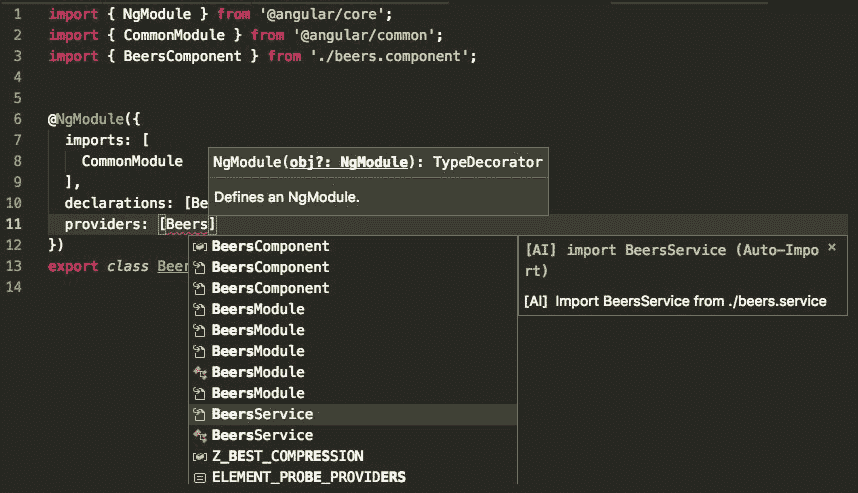 1 import { NgModule } from '@angular/core';
2 import { CommonModule } from '@angular/common';
3 import { BeersComponent } from './beers.component';
4
5
6 @NgModule({
7 imports: [
8 CommonModule
NgModule(obj?: NgModule): TypeDecorator
9 ],
Defines an NgModule.
10 declarations: [Be
11 providers: [Beers]
12 })
13 export class Beer
14
BeersComponent
BeersComponent
BeersComponent
BeersModule
BeersModule
BeersModule
BeersModule
BeersModule
BeersService
BeersService
Z_BEST_COMPRESSION
ELEMENT_PROBE_PROVIDERS
[AI] import BeersService (Auto-Impo
rt)
[AI] Import BeersService from ./beers.service